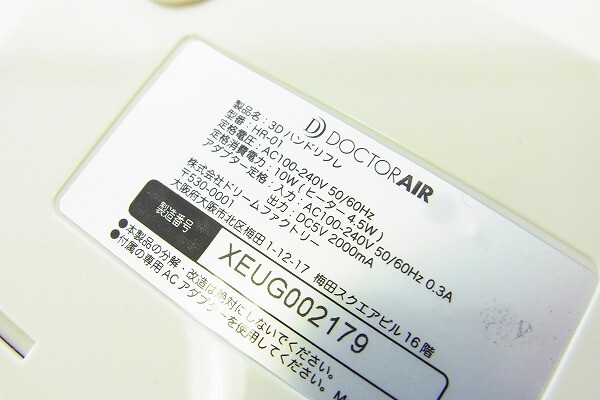 DOCTORAIR
製品名：3Dハンドリフレ
型番：HR-01
定格電圧：AC100-240V 50/60Hz
定格消費電力：10W(ヒーター4.5W)
アダプター定格：入力：AC100-240V 50/60Hz 0.3A
出力：DC5V 2000mA
株式会社ドリームファクトリー
〒530-0001
大阪府大阪市北区梅田1-12-17 梅田スクエアビル16階
製造番号 XEUG002179
●本製品の分解・改造は絶対にしないでください。
●付属の専用ACアダプターを使用してください。